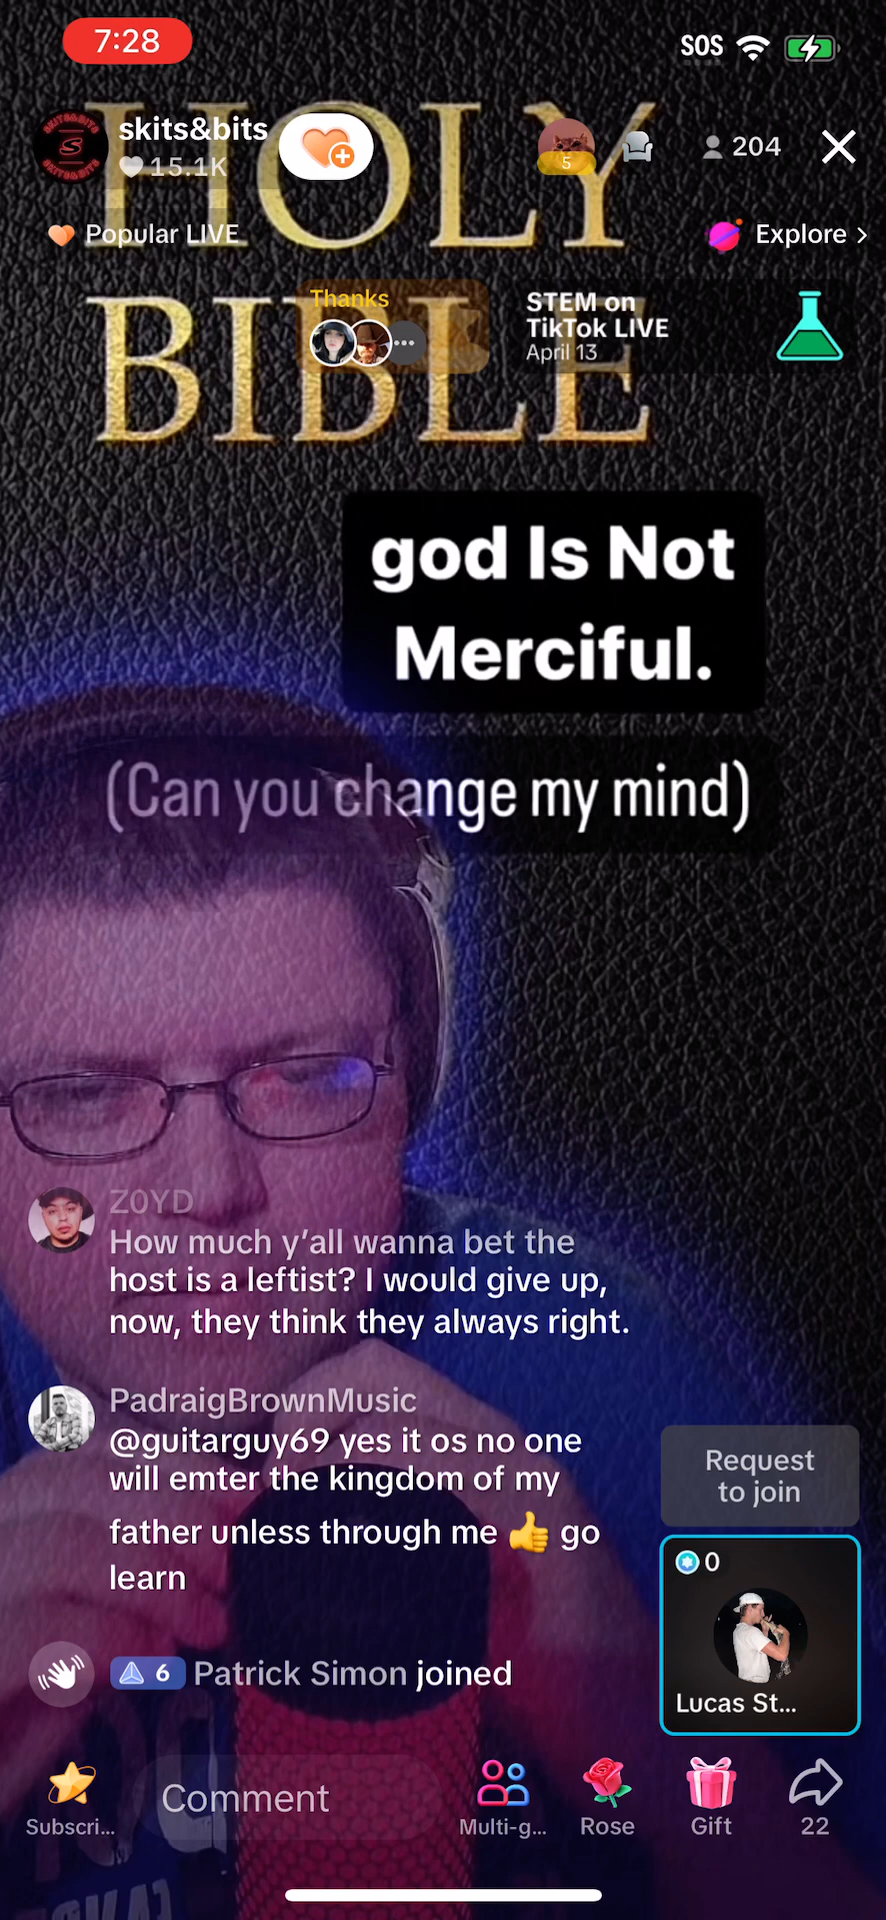 7:28
SOS
HOLY
BIBLE
SKITS&BITS
S
SKITS&BITS
skits&bits
15.1K
5
204
Popular LIVE
Explore >
Thanks
STEM on
TikTok LIVE
April 13
god Is Not
Merciful.
(Can you change my mind)
Z0YD
How much y’all wanna bet the
host is a leftist? I would give up,
now, they think they always right.
PadraigBrownMusic
@guitarguy69 yes it os no one
will emter the kingdom of my
father unless through me 👍 go
learn
6 Patrick Simon joined
Request
to join
0
Lucas St...
Subscri...
Comment
Multi-g...
Rose
Gift
22